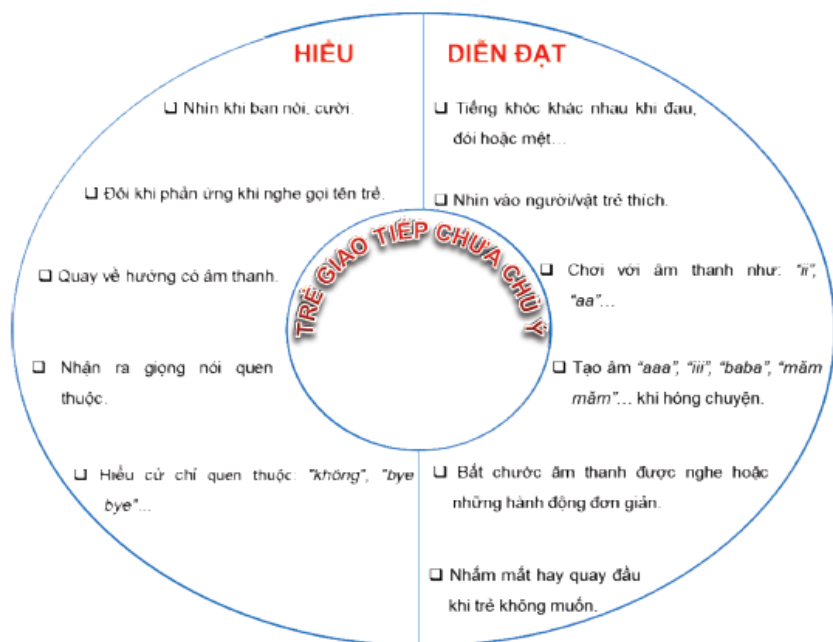 HIỂU
❑ Nhìn khi bạn nói, cười.
❑ Đôi khi phản ứng khi nghe gọi tên trẻ.
❑ Quay về hướng có âm thanh.
❑ Nhận ra giọng nói quen
thuộc.
❑ Hiểu cử chỉ quen thuộc: "không", "bye
bye"...
TRẺ GIAO TIẾP CHƯA CHỦ Ý
DIỄN ĐẠT
❑ Tiếng khóc khác nhau khi đau,
đói hoặc mệt...
❑ Nhìn vào người/vật trẻ thích.
❑ Chơi với âm thanh như: "ii",
"aa"...
❑ Tạo âm "aaa", "iii", "baba", "măm
măm"... khi hóng chuyện.
❑ Bắt chước âm thanh được nghe hoặc
những hành động đơn giản.
❑ Nhắm mắt hay quay đầu
khi trẻ không muốn.